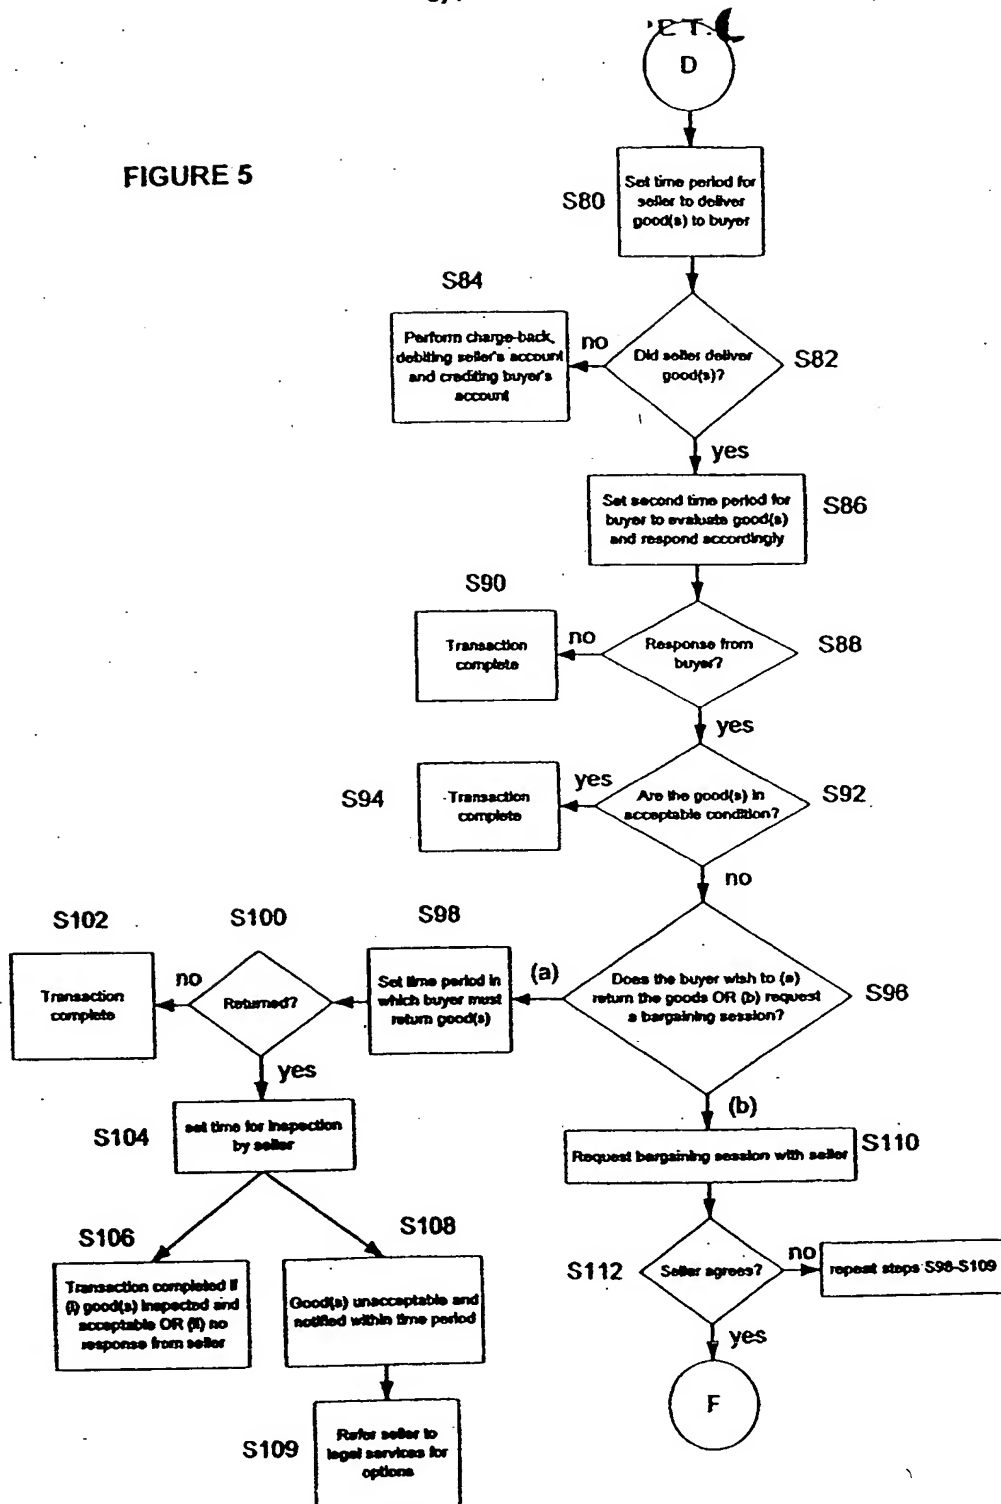 D
FIGURE 5
S80
Set time period for
seller to deliver
good(s) to buyer
S84
Perform charge-back,
debiting seller's account
and crediting buyer's
account
no
Did seller deliver
good(s)?
S82
yes
Set second time period for
buyer to evaluate good(s)
and respond accordingly
S86
S90
Transaction
complete
no
Response from
buyer?
S88
yes
S94
Transaction
complete
yes
Are the good(s) in
acceptable condition?
S92
no
S102
S100
S98
Transaction
complete
no
Returned?
Set time period in
which buyer must
return good(s)
(a)
Does the buyer wish to (a)
return the goods OR (b) request
a bargaining session?
S96
yes
(b)
S104
set time for inspection
by seller
Request bargaining session with seller
S110
S106
S108
Transaction completed if
(i) good(s) inspected and
acceptable OR (ii) no
response from seller
Good(s) unacceptable and
notified within time period
S112
Seller agrees?
no
repeat steps S98-S109
yes
F
S109
Refer seller to
legal services for
options